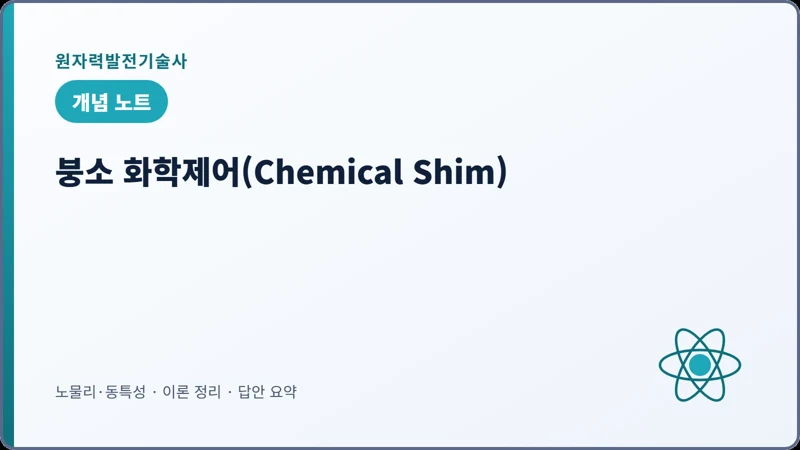 원자력발전기술사
개념 노트
붕소 화학제어(Chemical Shim)
노물리·동특성 · 이론 정리 · 답안 요약